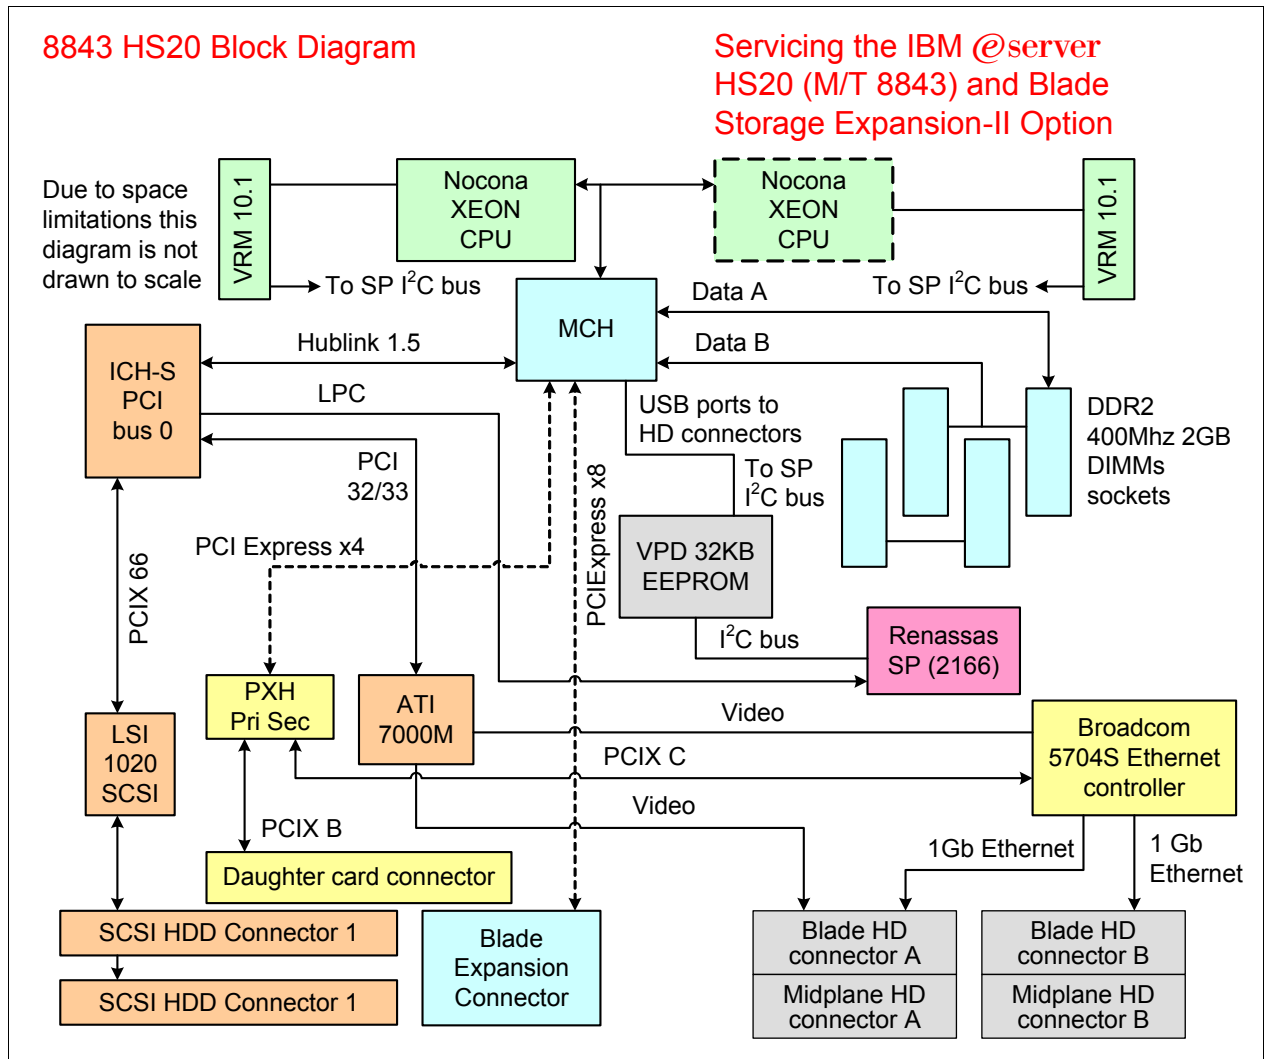 8843 HS20 Block Diagram
Servicing the IBM @server
HS20 (M/T 8843) and Blade
Storage Expansion-II Option
Due to space
limitations this
diagram is not
drawn to scale
VRM 10.1
Nocona
XEON
CPU
Nocona
XEON
CPU
VRM 10.1
To SP I²C bus
To SP I²C bus
MCH
Data A
Data B
Hublink 1.5
ICH-S
PCI
bus 0
LPC
PCI
32/33
USB ports to
HD connectors
To SP
I²C bus
DDR2
400Mhz 2GB
DIMMs
sockets
PCIExpress x8
PCI Express x4
PCIX 66
VPD 32KB
EEPROM
I²C bus
Renassas
SP (2166)
PXH
Pri Sec
ATI
7000M
Video
Broadcom
5704S Ethernet
controller
LSI
1020
SCSI
PCIX C
Video
PCIX B
1Gb Ethernet
1 Gb
Ethernet
Daughter card connector
SCSI HDD Connector 1
SCSI HDD Connector 1
Blade
Expansion
Connector
Blade HD
connector A
Midplane HD
connector A
Blade HD
connector B
Midplane HD
connector B